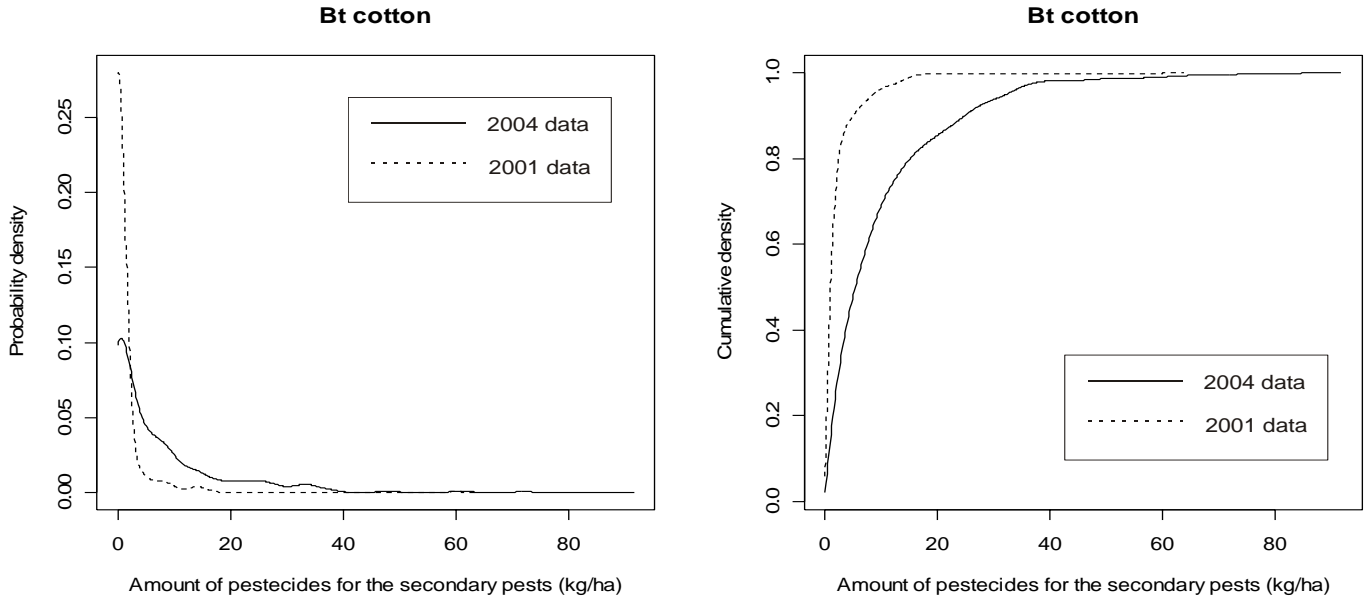 Bt cotton
Probability density
0.25
0.20
0.15
0.10
0.05
0.00
2004 data
2001 data
0 20 40 60 80
Amount of pestecides for the secondary pests (kg/ha)
Bt cotton
Cumulative density
1.0
0.8
0.6
0.4
0.2
0.0
2004 data
2001 data
0 20 40 60 80
Amount of pestecides for the secondary pests (kg/ha)